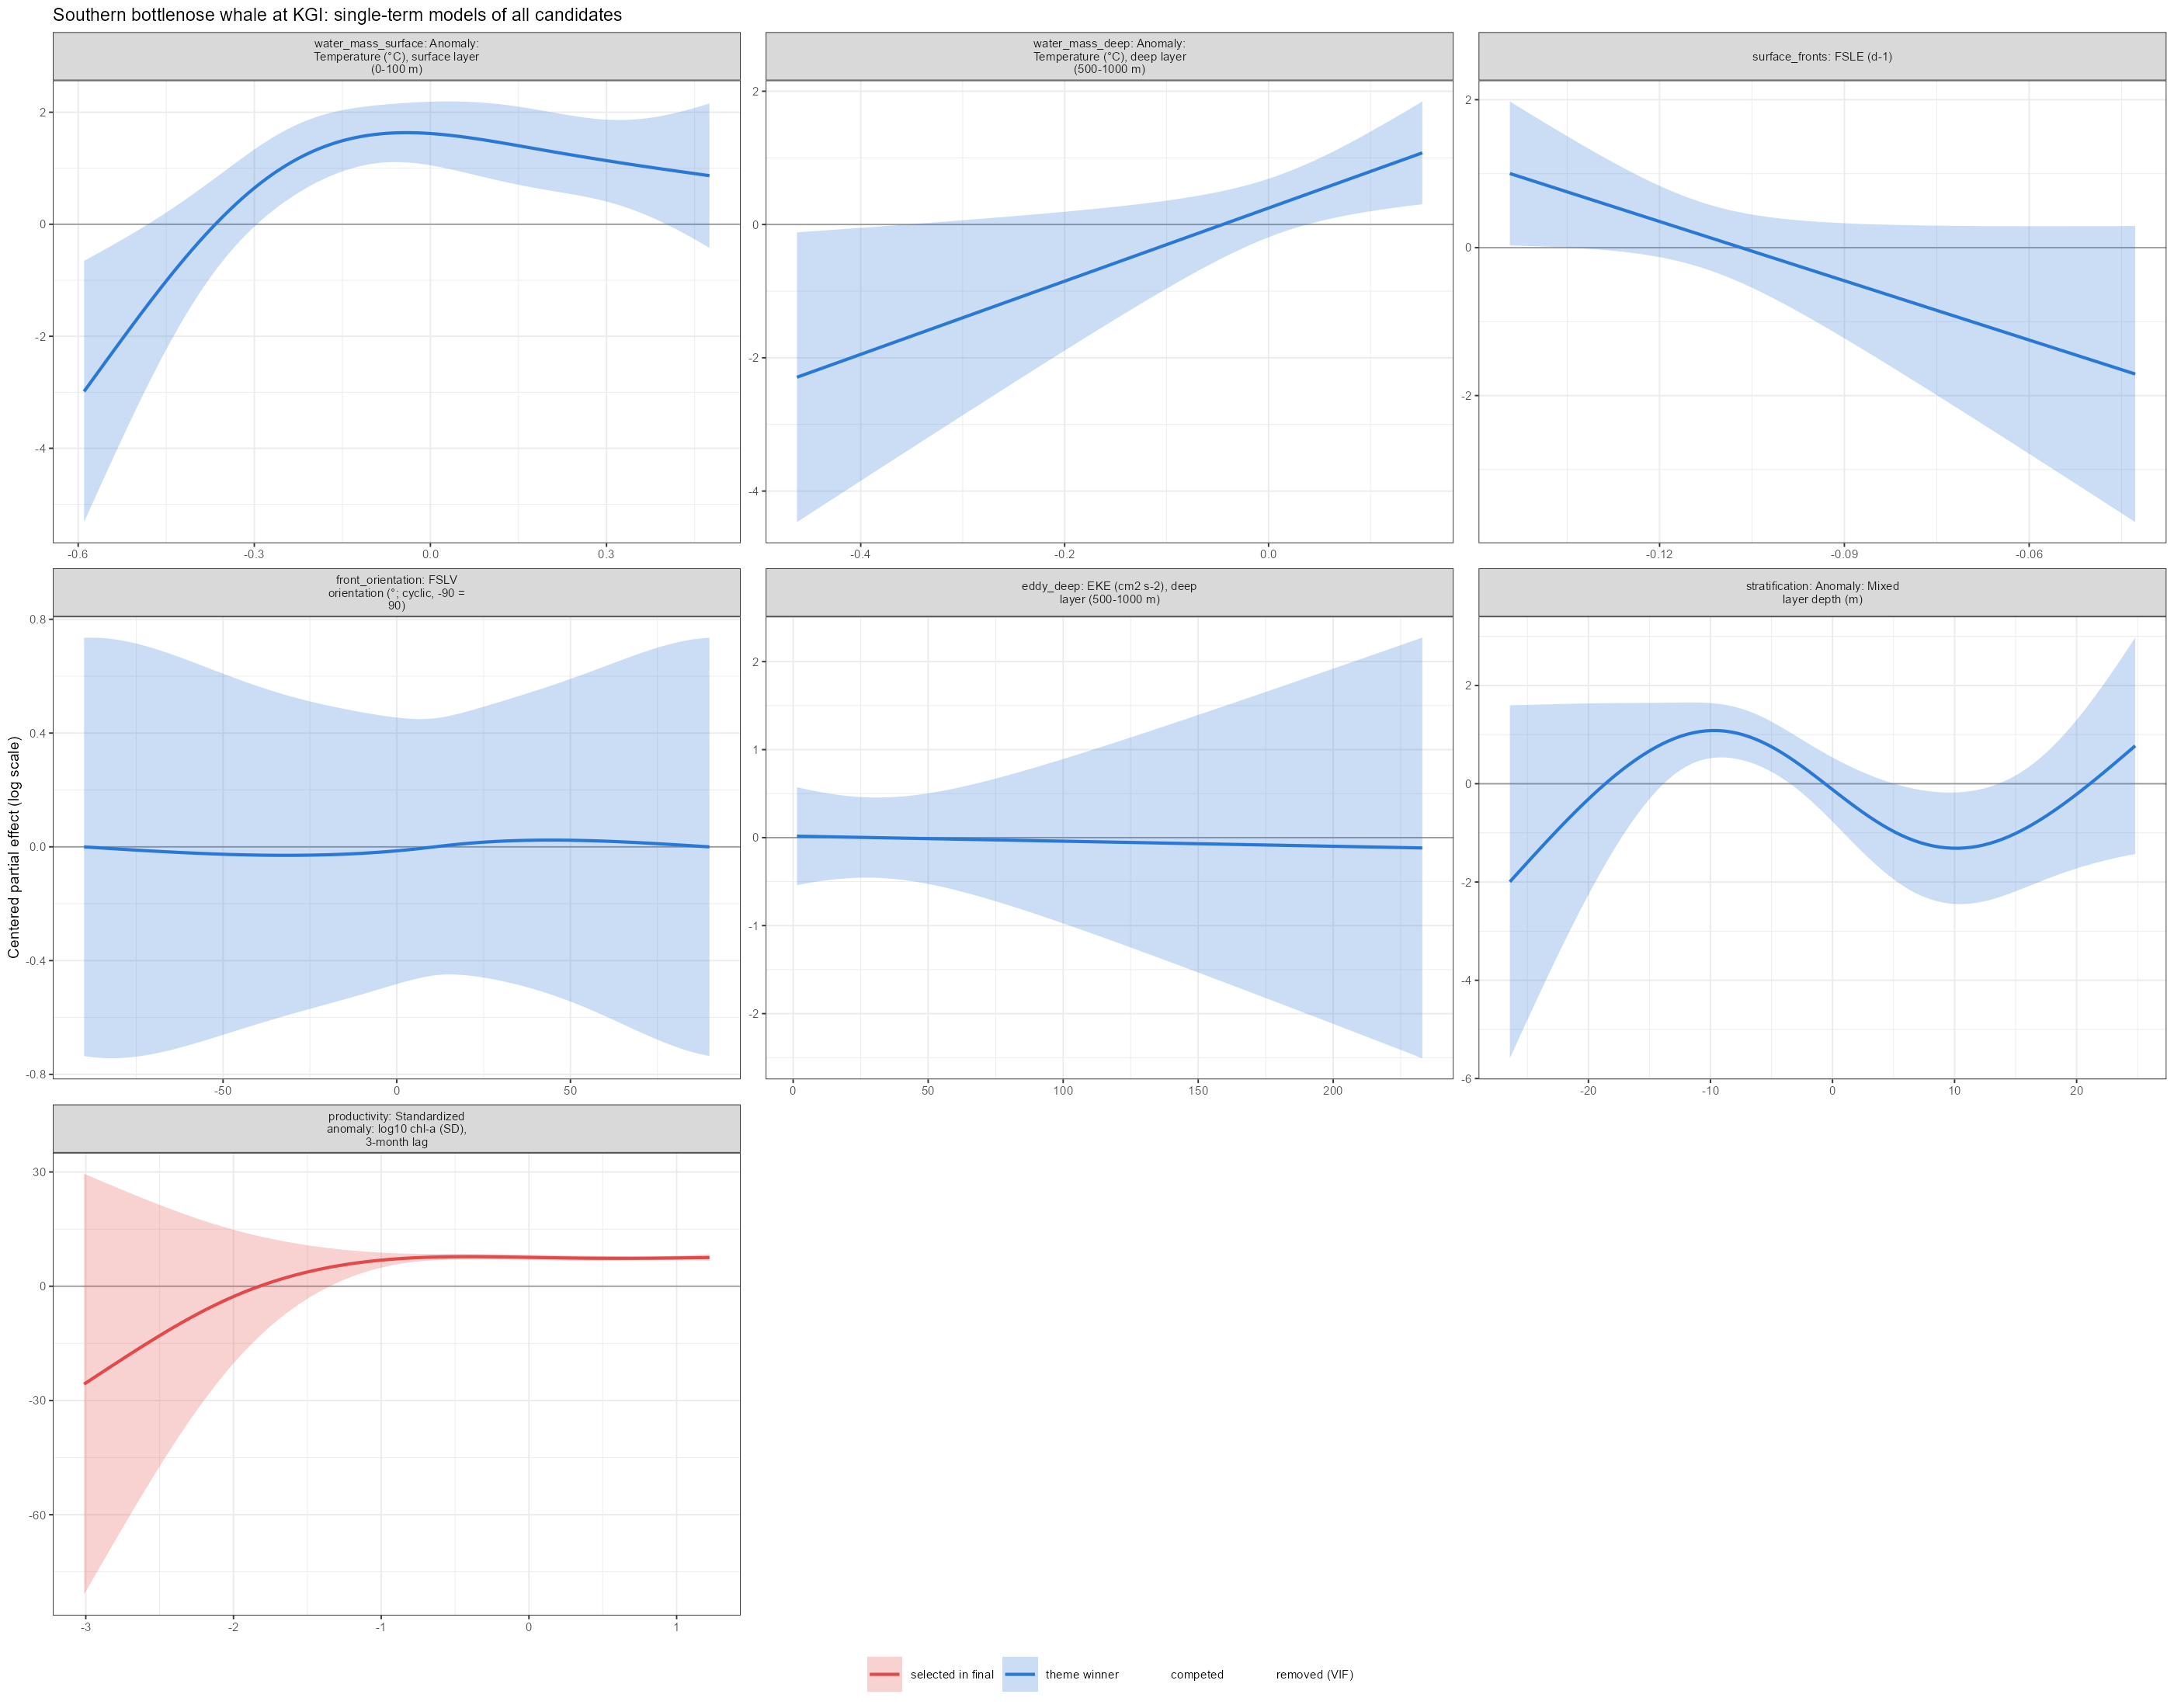 Southern bottlenose whale at KGI: single-term models of all candidates
water_mass_surface: Anomaly:
Temperature (°C), surface layer
(0-100 m)
water_mass_deep: Anomaly:
Temperature (°C), deep layer
(500-1000 m)
surface_fronts: FSLE (d-1)
2
0
-2
-4
-0.6
-0.3
0.0
0.3
2
0
-2
-4
-0.4
-0.2
0.0
2
0
-2
-0.12
-0.09
-0.06
front_orientation: FSLV
orientation (°; cyclic, -90 =
90)
eddy_deep: EKE (cm2 s-2), deep
layer (500-1000 m)
stratification: Anomaly: Mixed
layer depth (m)
Centered partial effect (log scale)
0.8
0.4
0.0
-0.4
-0.8
-50
0
50
2
1
0
-1
-2
0
50
100
150
200
2
0
-2
-4
-6
-20
-10
0
10
20
productivity: Standardized
anomaly: log10 chl-a (SD),
3-month lag
30
0
-30
-60
-3
-2
-1
0
1
selected in final
theme winner
competed
removed (VIF)